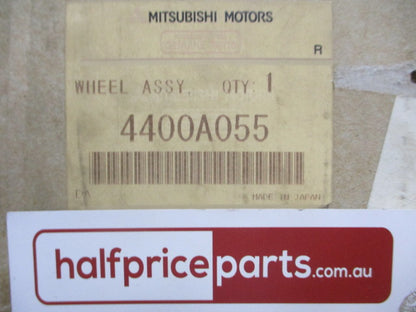 MITSUBISHI MOTORS
R
WHEEL ASSY, QTY: 1
4400A055
MADE IN JAPAN
halfpriceparts.com.au